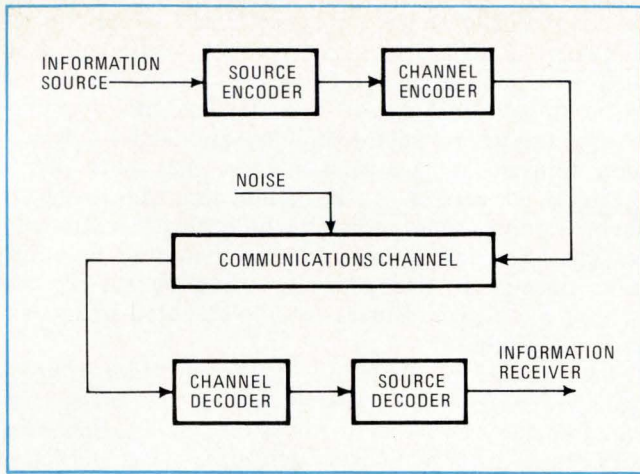 INFORMATION
SOURCE
SOURCE
ENCODER
CHANNEL
ENCODER
NOISE
COMMUNICATIONS CHANNEL
CHANNEL
DECODER
SOURCE
DECODER
INFORMATION
RECEIVER